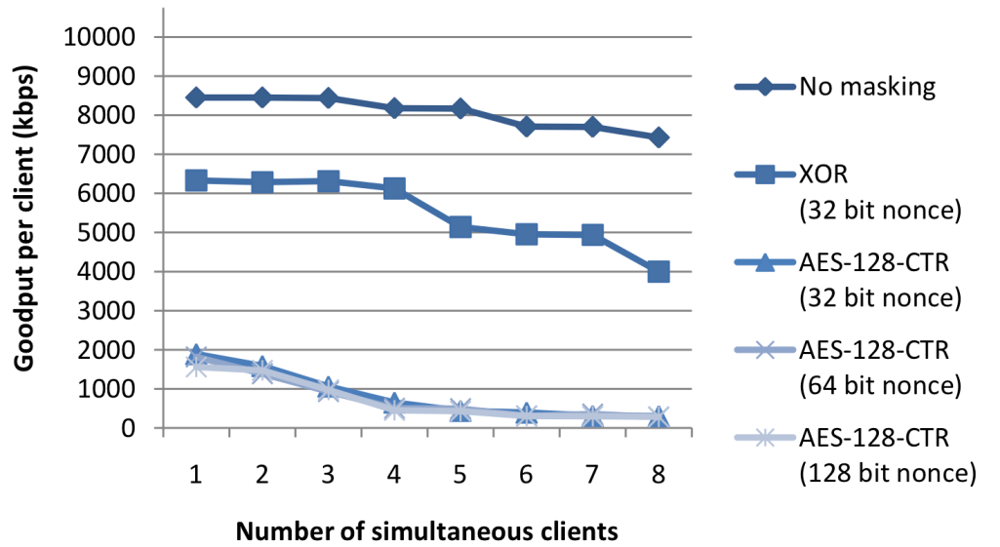 Goodput per client (kbps)
10000
9000
8000
7000
6000
5000
4000
3000
2000
1000
0
1 2 3 4 5 6 7 8
Number of simultaneous clients
No masking
XOR
(32 bit nonce)
AES-128-CTR
(32 bit nonce)
AES-128-CTR
(64 bit nonce)
AES-128-CTR
(128 bit nonce)